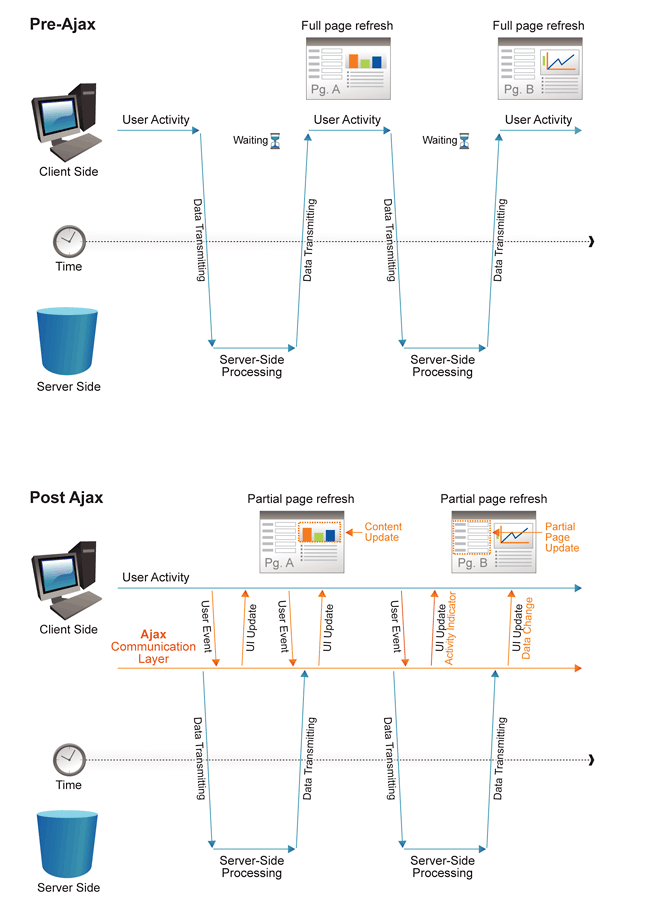 Pre-Ajax
Full page refresh
Full page refresh
Pg. A
Pg. B
User Activity
User Activity
User Activity
Waiting
Waiting
Client Side
Data Transmitting
Data Transmitting
Data Transmitting
Data Transmitting
Time
Server-Side
Processing
Server-Side
Processing
Server Side
Post Ajax
Partial page refresh
Partial page refresh
Content
Update
Partial
Page
Update
Pg. A
Pg. B
User Activity
Client Side
Ajax
Communication
Layer
User Event
UI Update
User Event
UI Update
User Event
UI Update
Activity Indicator
UI Update
Data Change
Data Transmitting
Data Transmitting
Data Transmitting
Data Transmitting
Time
Server-Side
Processing
Server-Side
Processing
Server Side